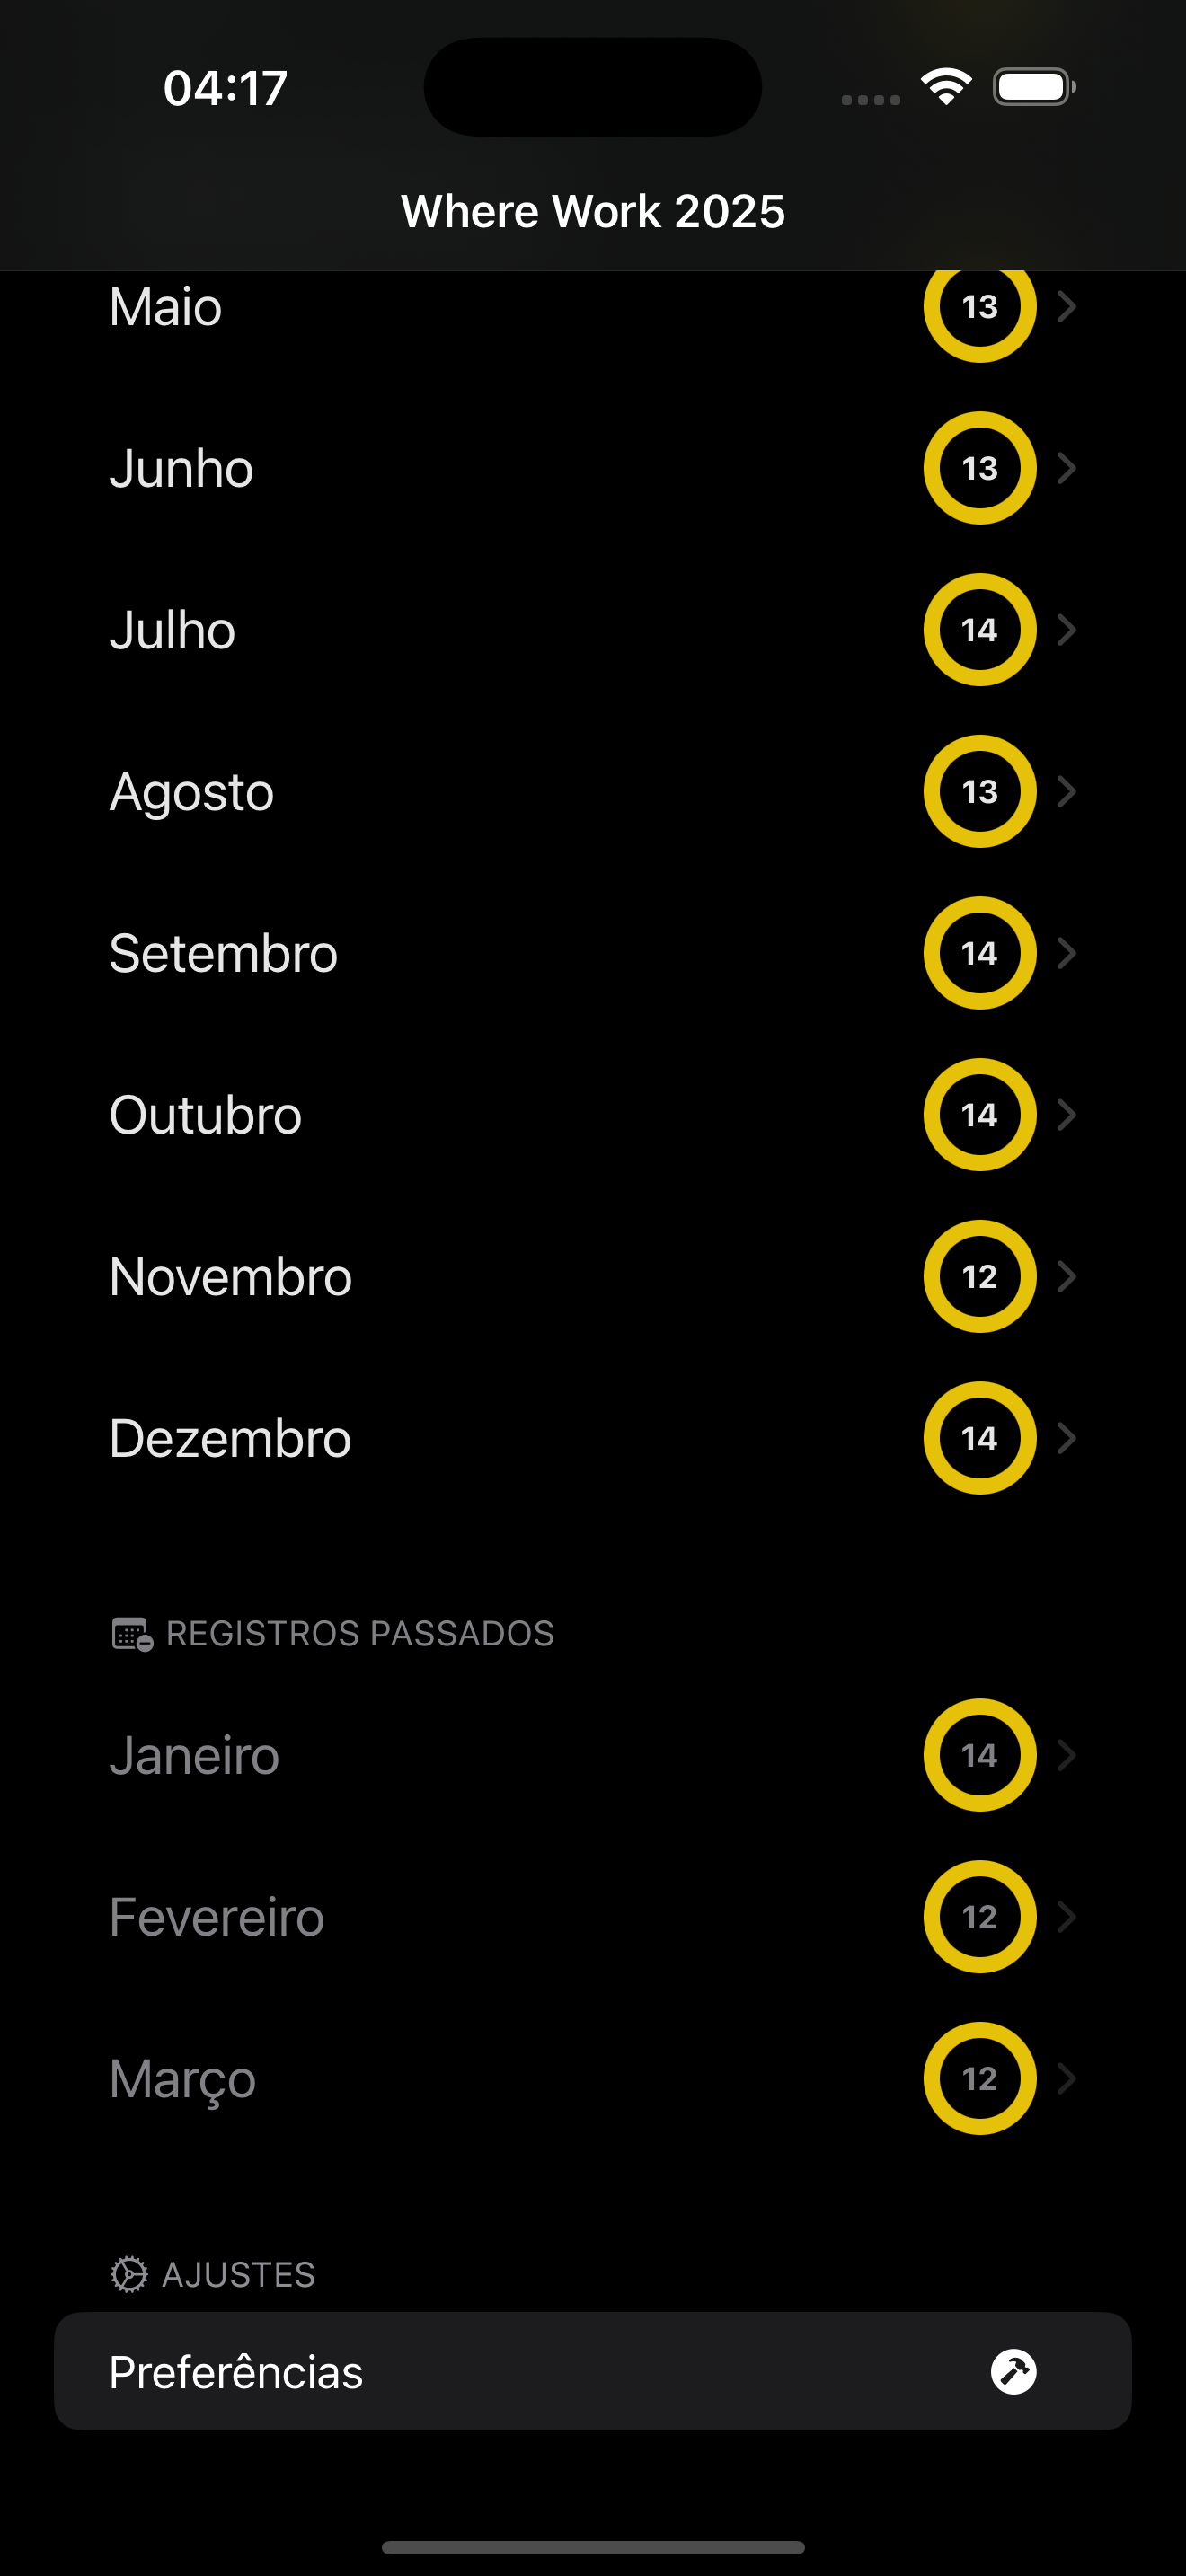 04:17
Where Work 2025
Maio 13
Junho 13
Julho 14
Agosto 13
Setembro 14
Outubro 14
Novembro 12
Dezembro 14
REGISTROS PASSADOS
Janeiro 14
Fevereiro 12
Março 12
AJUSTES
Preferências